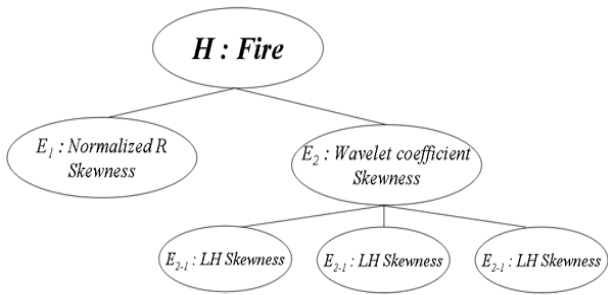 H : Fire
E1 : Normalized R
Skewness
E2 : Wavelet coefficient
Skewness
E2-1 : LH Skewness
E2-1 : LH Skewness
E2-1 : LH Skewness